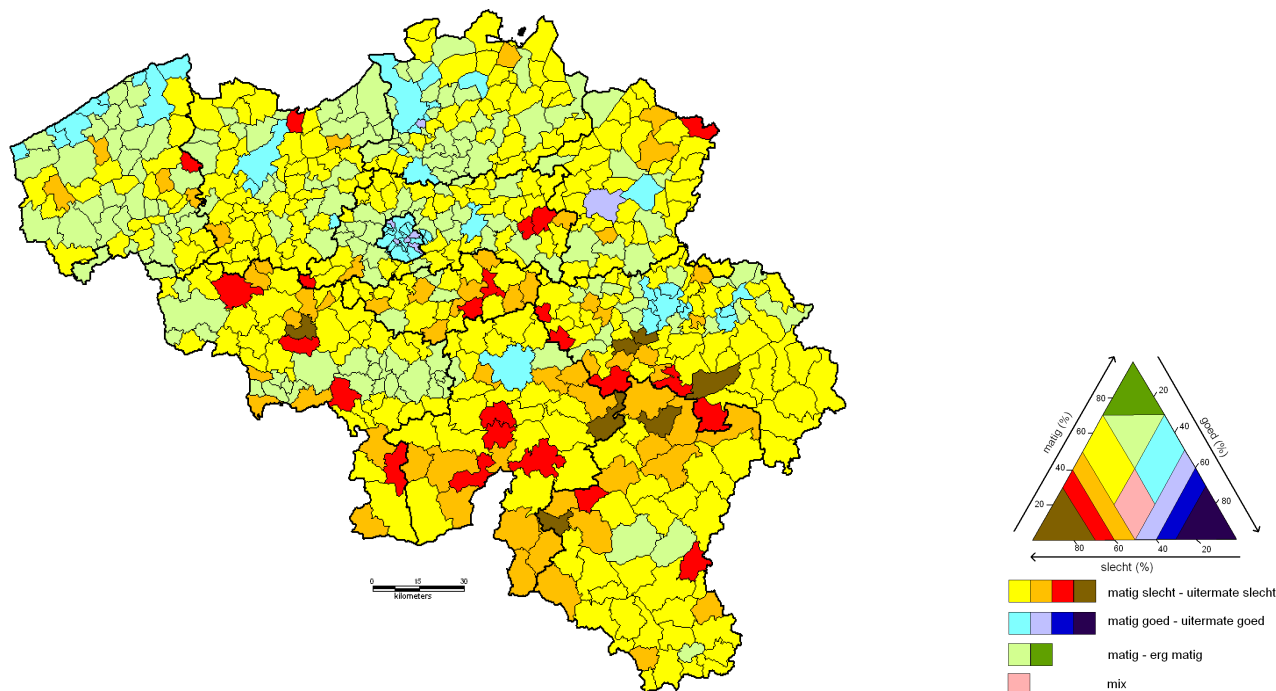 0 15 30
kilometers
80
60
40
20
matig (%)
20
40
60
80
goed (%)
80 60 40 20
slecht (%)
matig slecht - uitermate slecht
matig goed - uitermate goed
matig - erg matig
mix